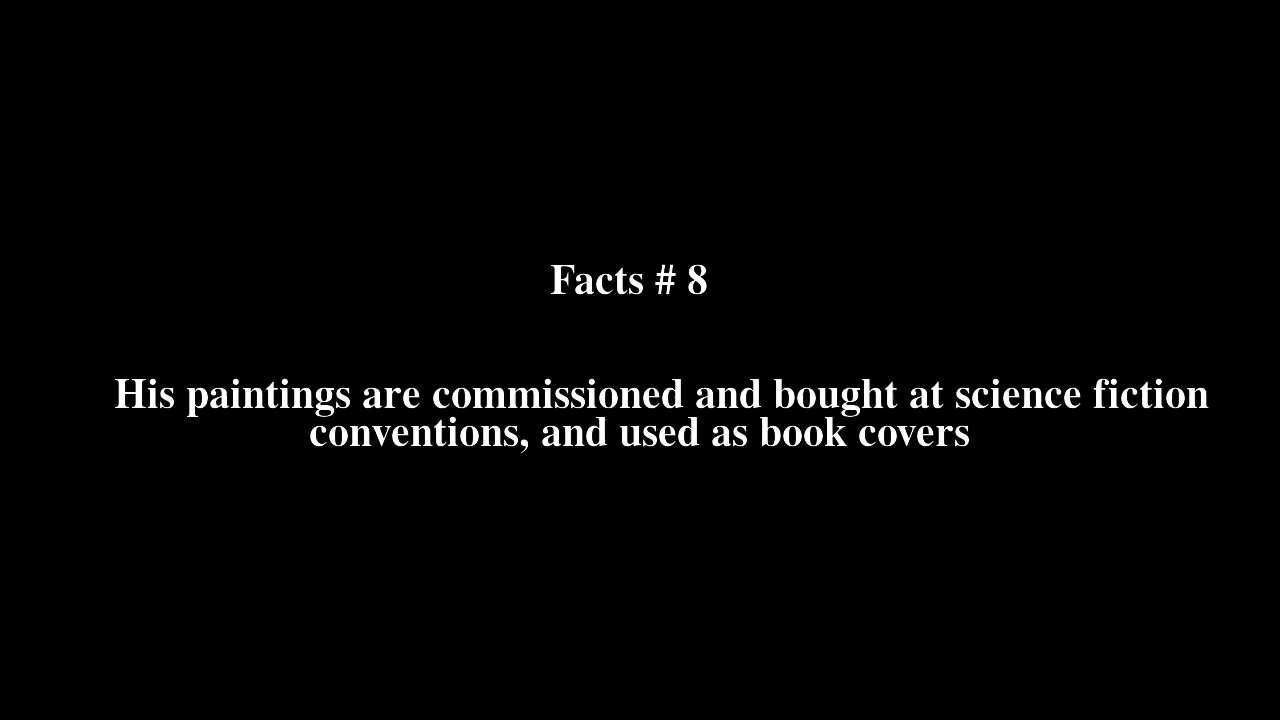 Facts # 8
His paintings are commissioned and bought at science fiction
conventions, and used as book covers